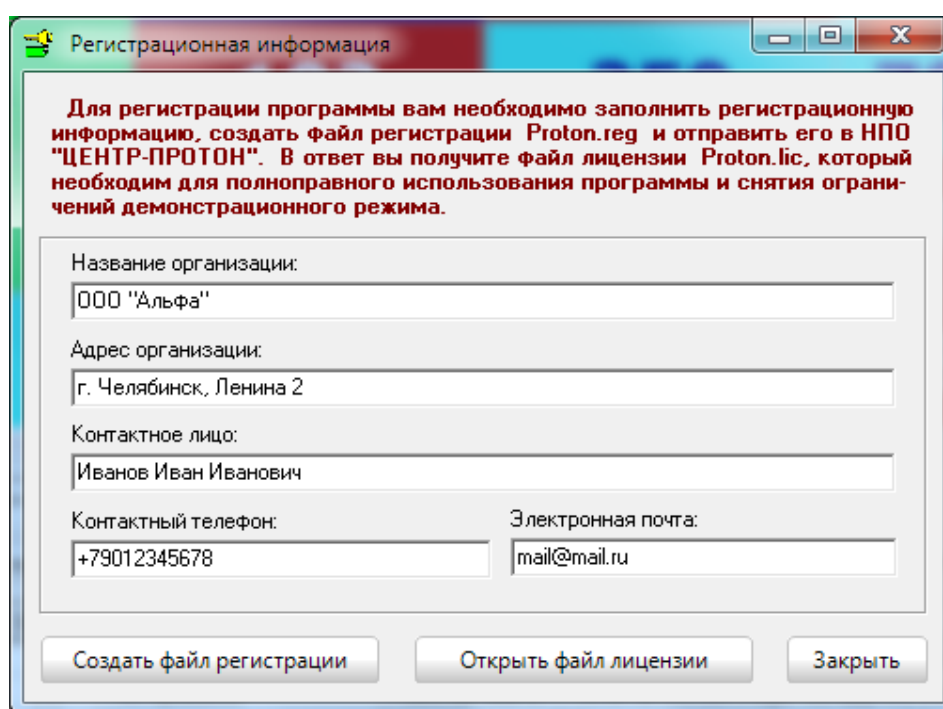 Регистрационная информация
Для регистрации программы вам необходимо заполнить регистрационную
информацию, создать файл регистрации Proton.reg и отправить его в НПО
"ЦЕНТР-ПРОТОН". В ответ вы получите файл лицензии Proton.lic, который
необходим для полноправного использования программы и снятия ограни-
чений демонстрационного режима.
Название организации:
ООО "Альфа"
Адрес организации:
г. Челябинск, Ленина 2
Контактное лицо:
Иванов Иван Иванович
Контактный телефон: Электронная почта:
+79012345678 mail@mail.ru
Создать файл регистрации Открыть файл лицензии Закрыть